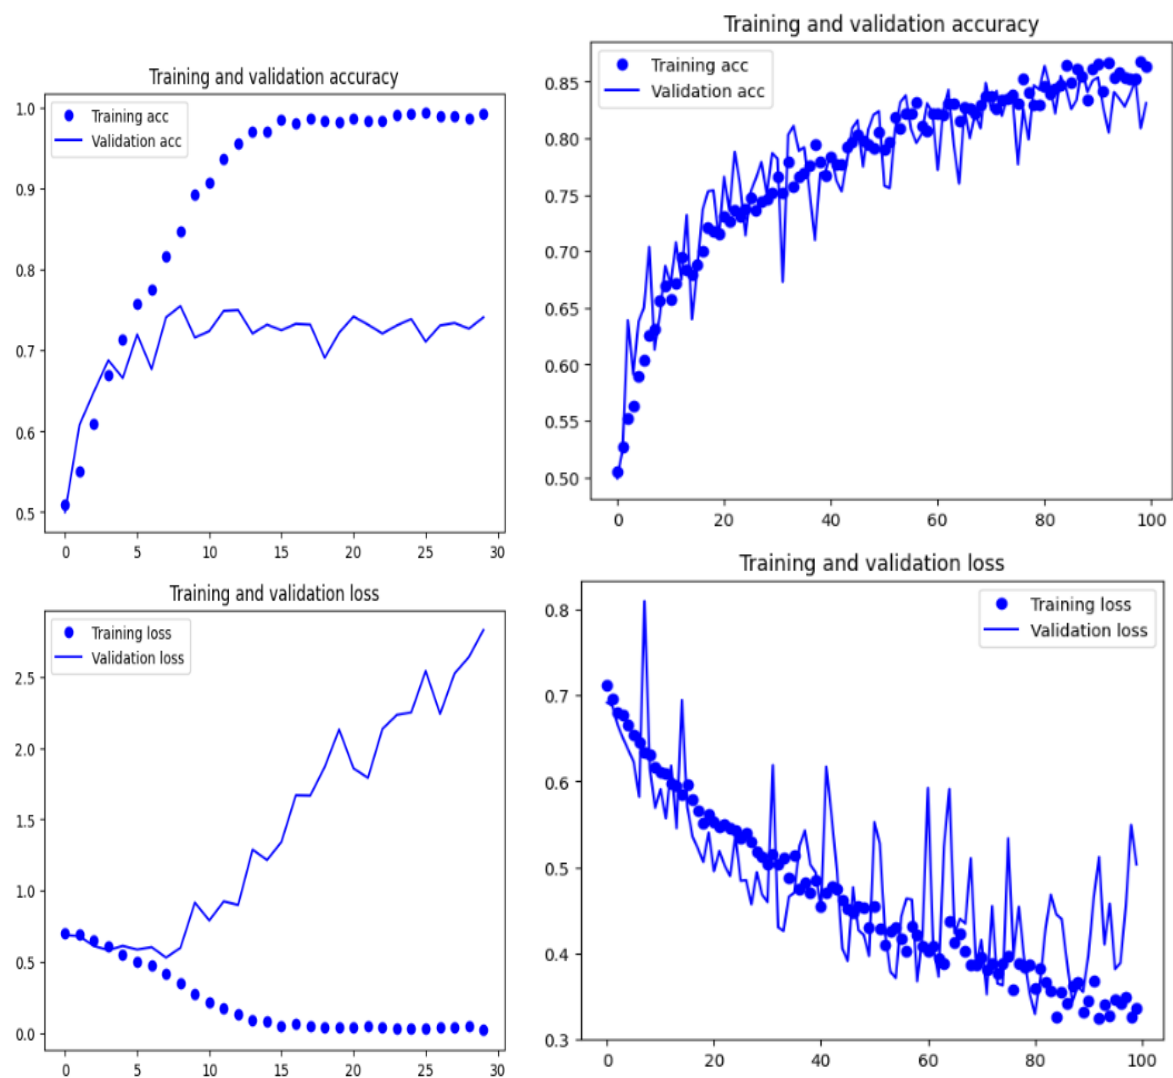 Training and validation accuracy
Training acc
Validation acc
1.0
0.9
0.8
0.7
0.6
0.5
0 5 10 15 20 25 30
Training and validation accuracy
Training acc
Validation acc
0.85
0.80
0.75
0.70
0.65
0.60
0.55
0.50
0 20 40 60 80 100
Training and validation loss
Training loss
Validation loss
2.5
2.0
1.5
1.0
0.5
0.0
0 5 10 15 20 25 30
Training and validation loss
Training loss
Validation loss
0.8
0.7
0.6
0.5
0.4
0.3
0 20 40 60 80 100